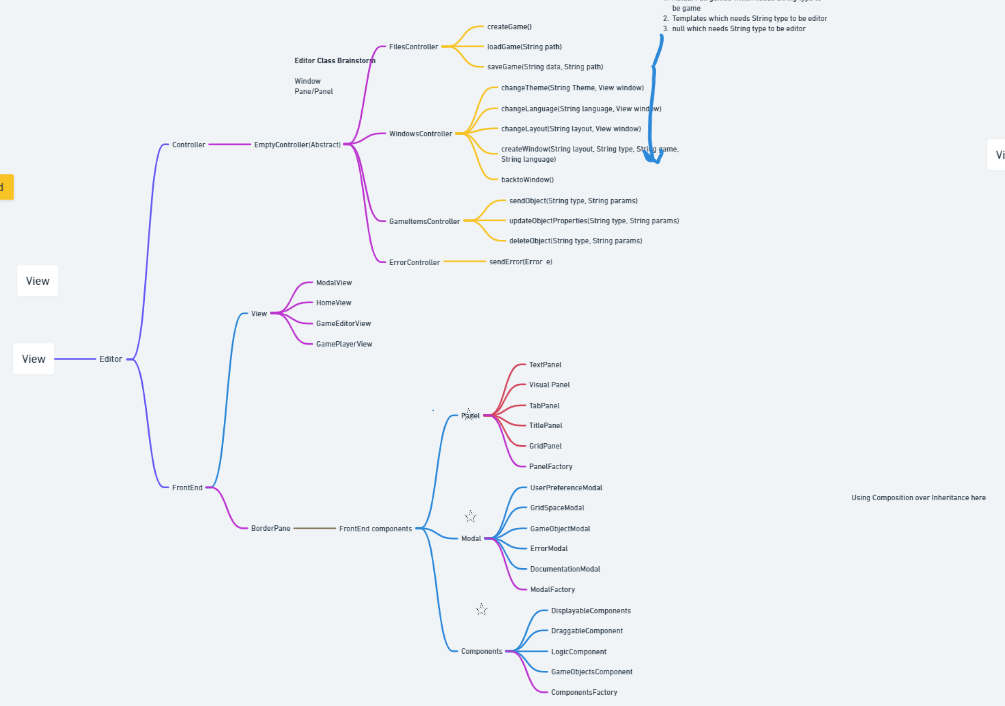 be game
2. Templates which needs String type to be editor
3. null which needs String type to be editor
createGame()
FilesController
loadGame(String path)
saveGame(String data, String path)
Editor Class Brainstorm
Window
Pane/Panel
changeTheme(String Theme, View window)
changeLanguage(String language, View window)
WindowsController
changeLayout(String layout, View window)
createWindow(String layout, String type, String game,
String language)
backtoWindow()
Controller
EmptyController(Abstract)
Vi
d
sendObject(String type, String params)
GameItemsController
updateObjectProperties(String type, String params)
deleteObject(String type, String params)
ErrorController
sendError(Error e)
View
ModalView
HomeView
View
GameEditorView
GamePlayerView
View
Editor
TextPanel
Visual Panel
TabPanel
Panel
TitlePanel
GridPanel
PanelFactory
FrontEnd
UserPreferenceModal
Using Composition over Inheritance here
GridSpaceModal
BorderPane
FrontEnd components
GameObjectModal
Modal
ErrorModal
DocumentationModal
ModalFactory
DisplayableComponents
DraggableComponent
Components
LogicComponent
GameObjectsComponent
ComponentsFactory